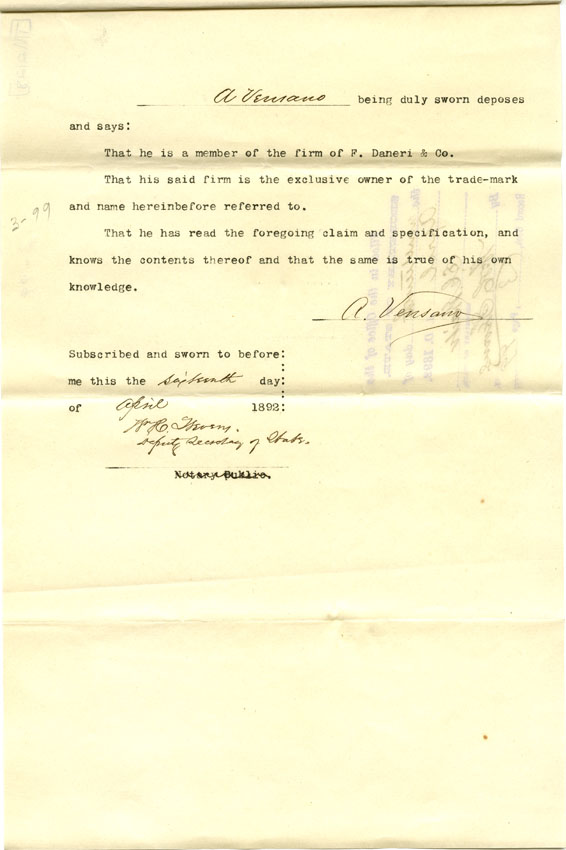 A Vensano being duly sworn deposes
and says:
That he is a member of the firm of F. Daneri & Co.
That his said firm is the exclusive owner of the trade-mark
and name hereinbefore referred to.
That he has read the foregoing claim and specification, and
knows the contents thereof and that the same is true of his own
knowledge.
A. Vensano
Subscribed and sworn to before:
me this the sixteenth day:
of April 1892:
Deputy Secretary of State.
Notary Public.
3-99